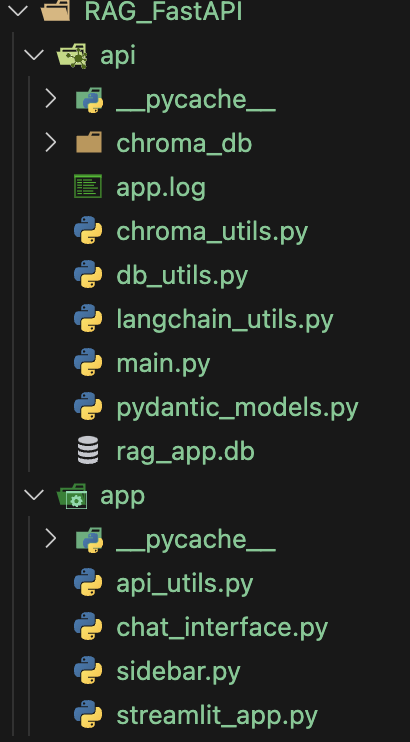 RAG_FastAPI
api
__pycache__
chroma_db
app.log
chroma_utils.py
db_utils.py
langchain_utils.py
main.py
pydantic_models.py
rag_app.db
app
__pycache__
api_utils.py
chat_interface.py
sidebar.py
streamlit_app.py